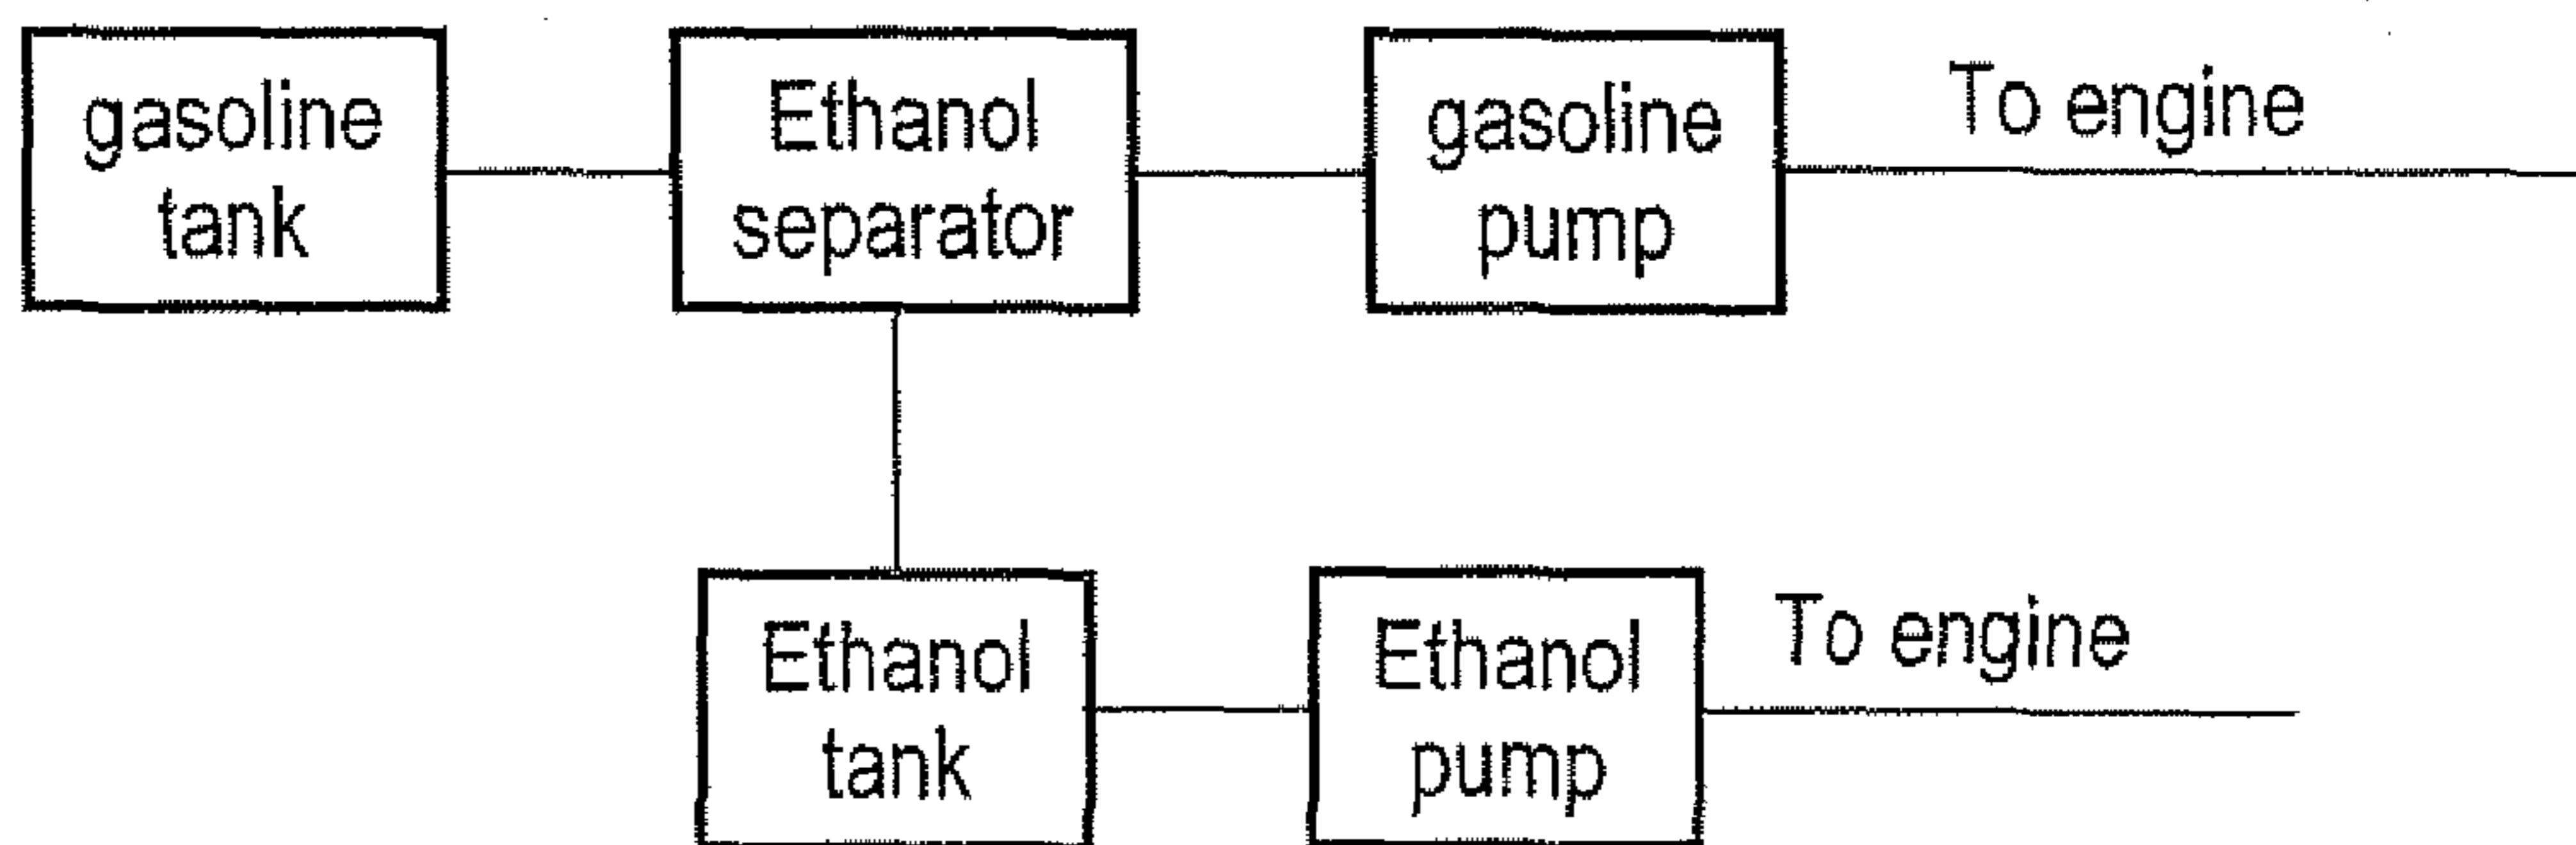 gasoline
tank
Ethanol
separator
gasoline
pump
To engine
Ethanol
tank
Ethanol
pump
To engine